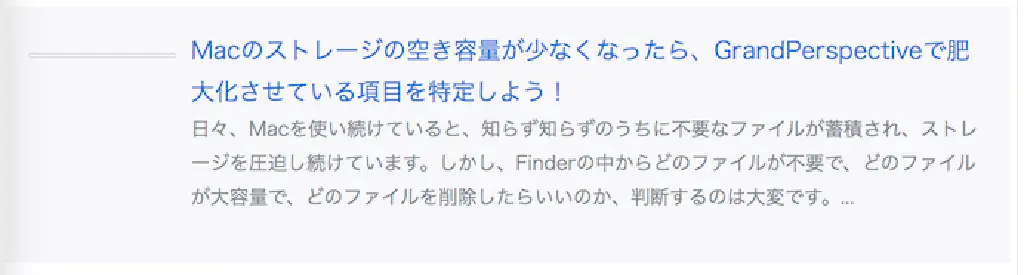 Macのストレージの空き容量が少なくなったら、GrandPerspectiveで肥
大化させている項目を特定しよう！
日々、Macを使い続けていると、知らず知らずのうちに不要なファイルが蓄積され、ストレ
ージを圧迫し続けています。しかし、Finderの中からどのファイルが不要で、どのファイル
が大容量で、どのファイルを削除したらいいのか、判断するのは大変です。...